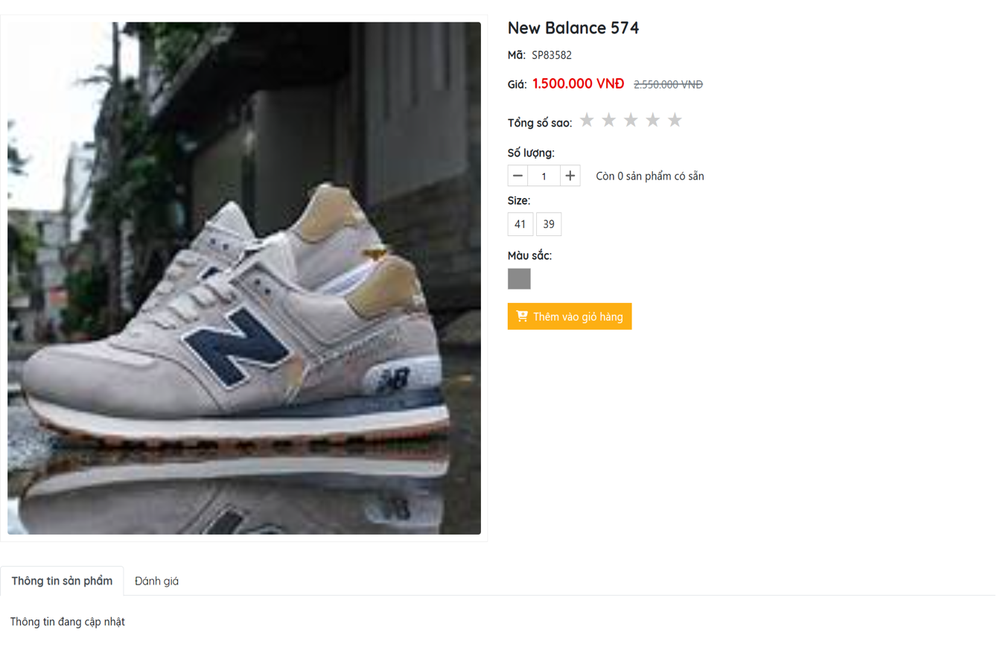 New Balance 574
Mã: SP83582
Giá: 1.500.000 VNĐ 2.550.000 VNĐ
Tổng số sao:
Số lượng:
1 Còn 0 sản phẩm có sẵn
Size:
41 39
Màu sắc:
Thêm vào giỏ hàng
N
NB
Thông tin sản phẩm Đánh giá
Thông tin đang cập nhật